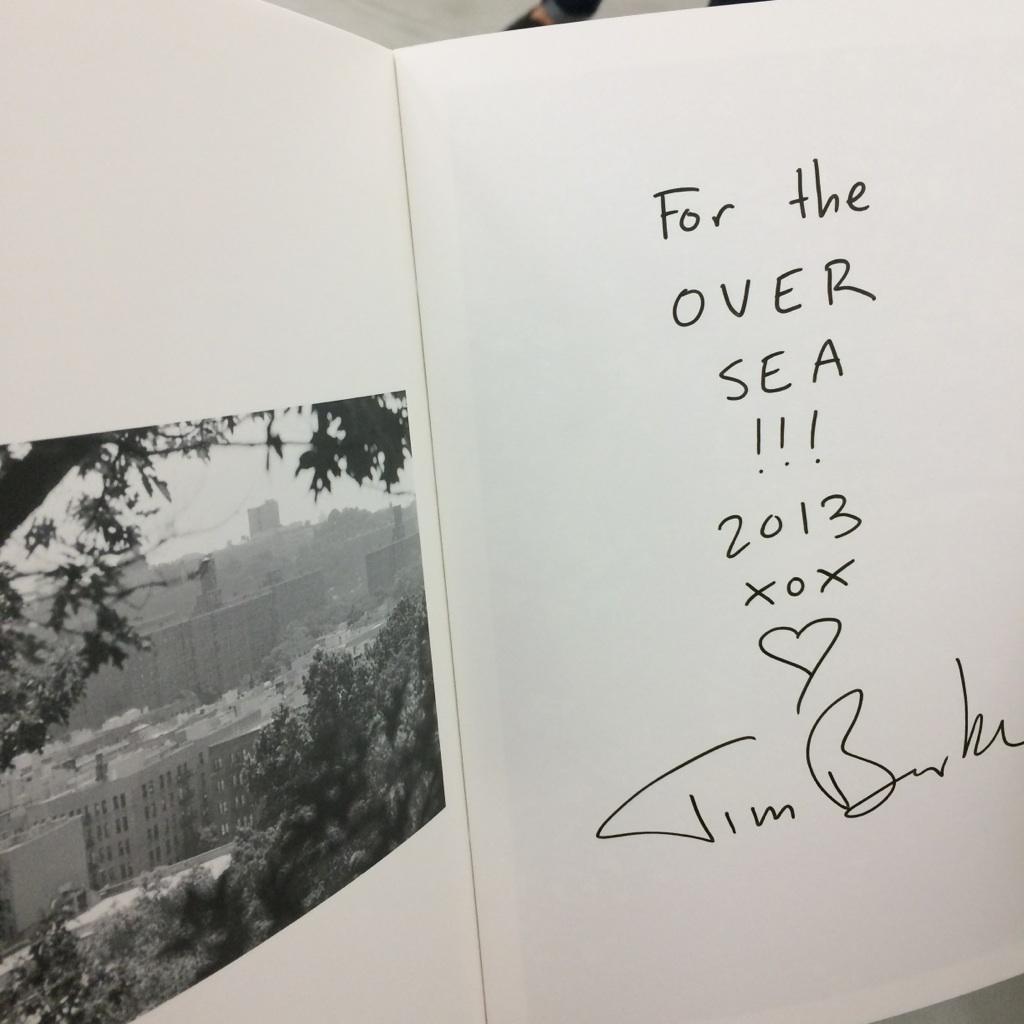 For the
OVER
SEA
!!!
2013
xox
Tim